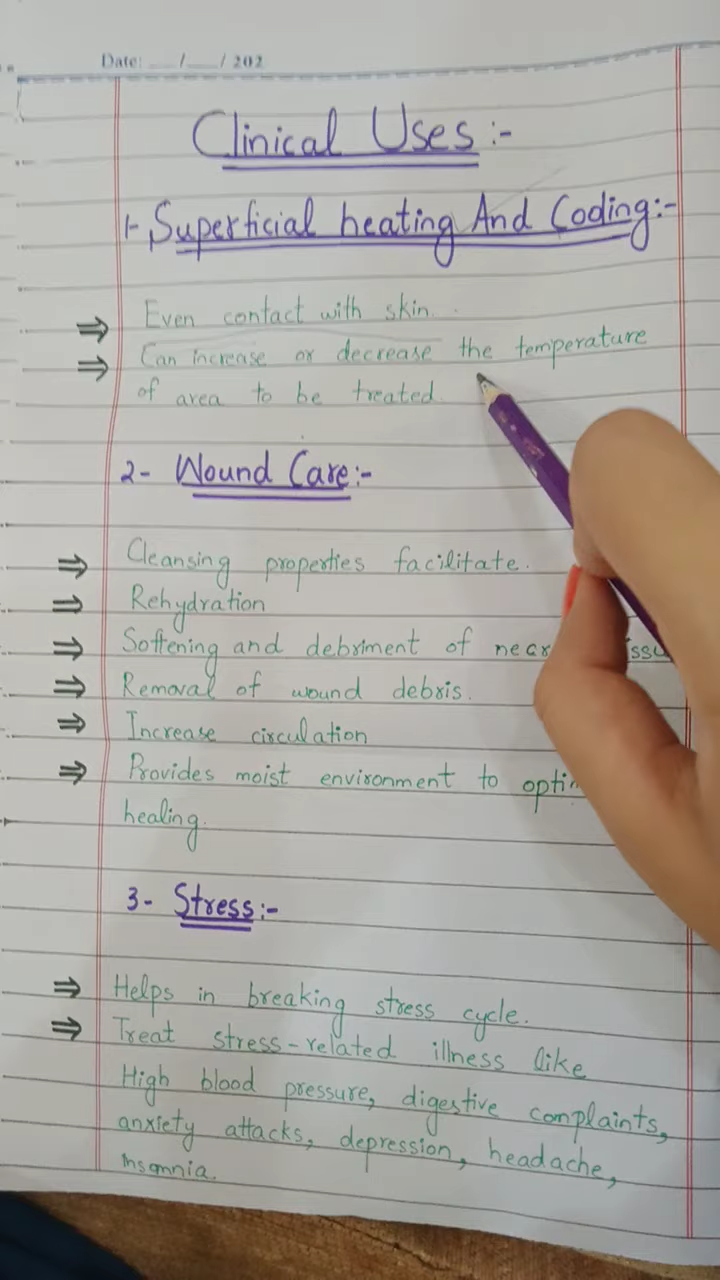 Date: __/__/202
Clinical Uses:-
1-, Superficial heating And Coding:-
⇒ Even contact with skin.
⇒ Can increase or decrease the temperature
of area to be treated.
2- Wound Care:-
⇒ Cleansing properties facilitate.
⇒ Rehydration
⇒ Softening and debriment of
⇒ Removal of wound debris.
⇒ Increase circulation
⇒ Provides moist environment to
healing.
3- Stress:-
⇒ Helps in breaking stress cycle.
⇒ Treat stress-related illness like
High blood pressure, digestive complaints,
anxiety attacks, depression, headache,
insomnia.